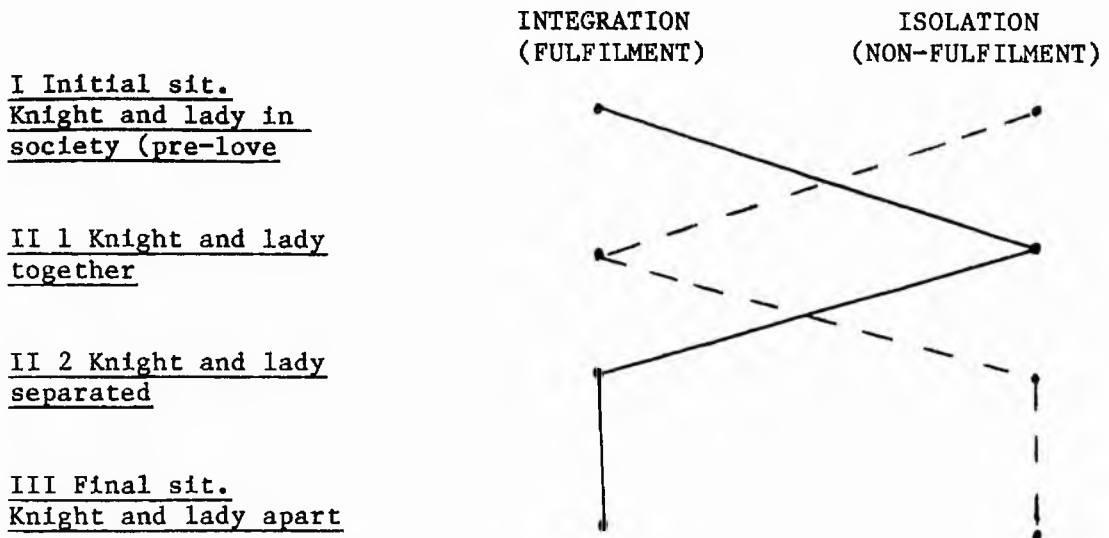 INTEGRATION
(FULFILMENT)
ISOLATION
(NON-FULFILMENT)
I Initial sit.
Knight and lady in
society (pre-love
II 1 Knight and lady
together
II 2 Knight and lady
separated
III Final sit.
Knight and lady apart